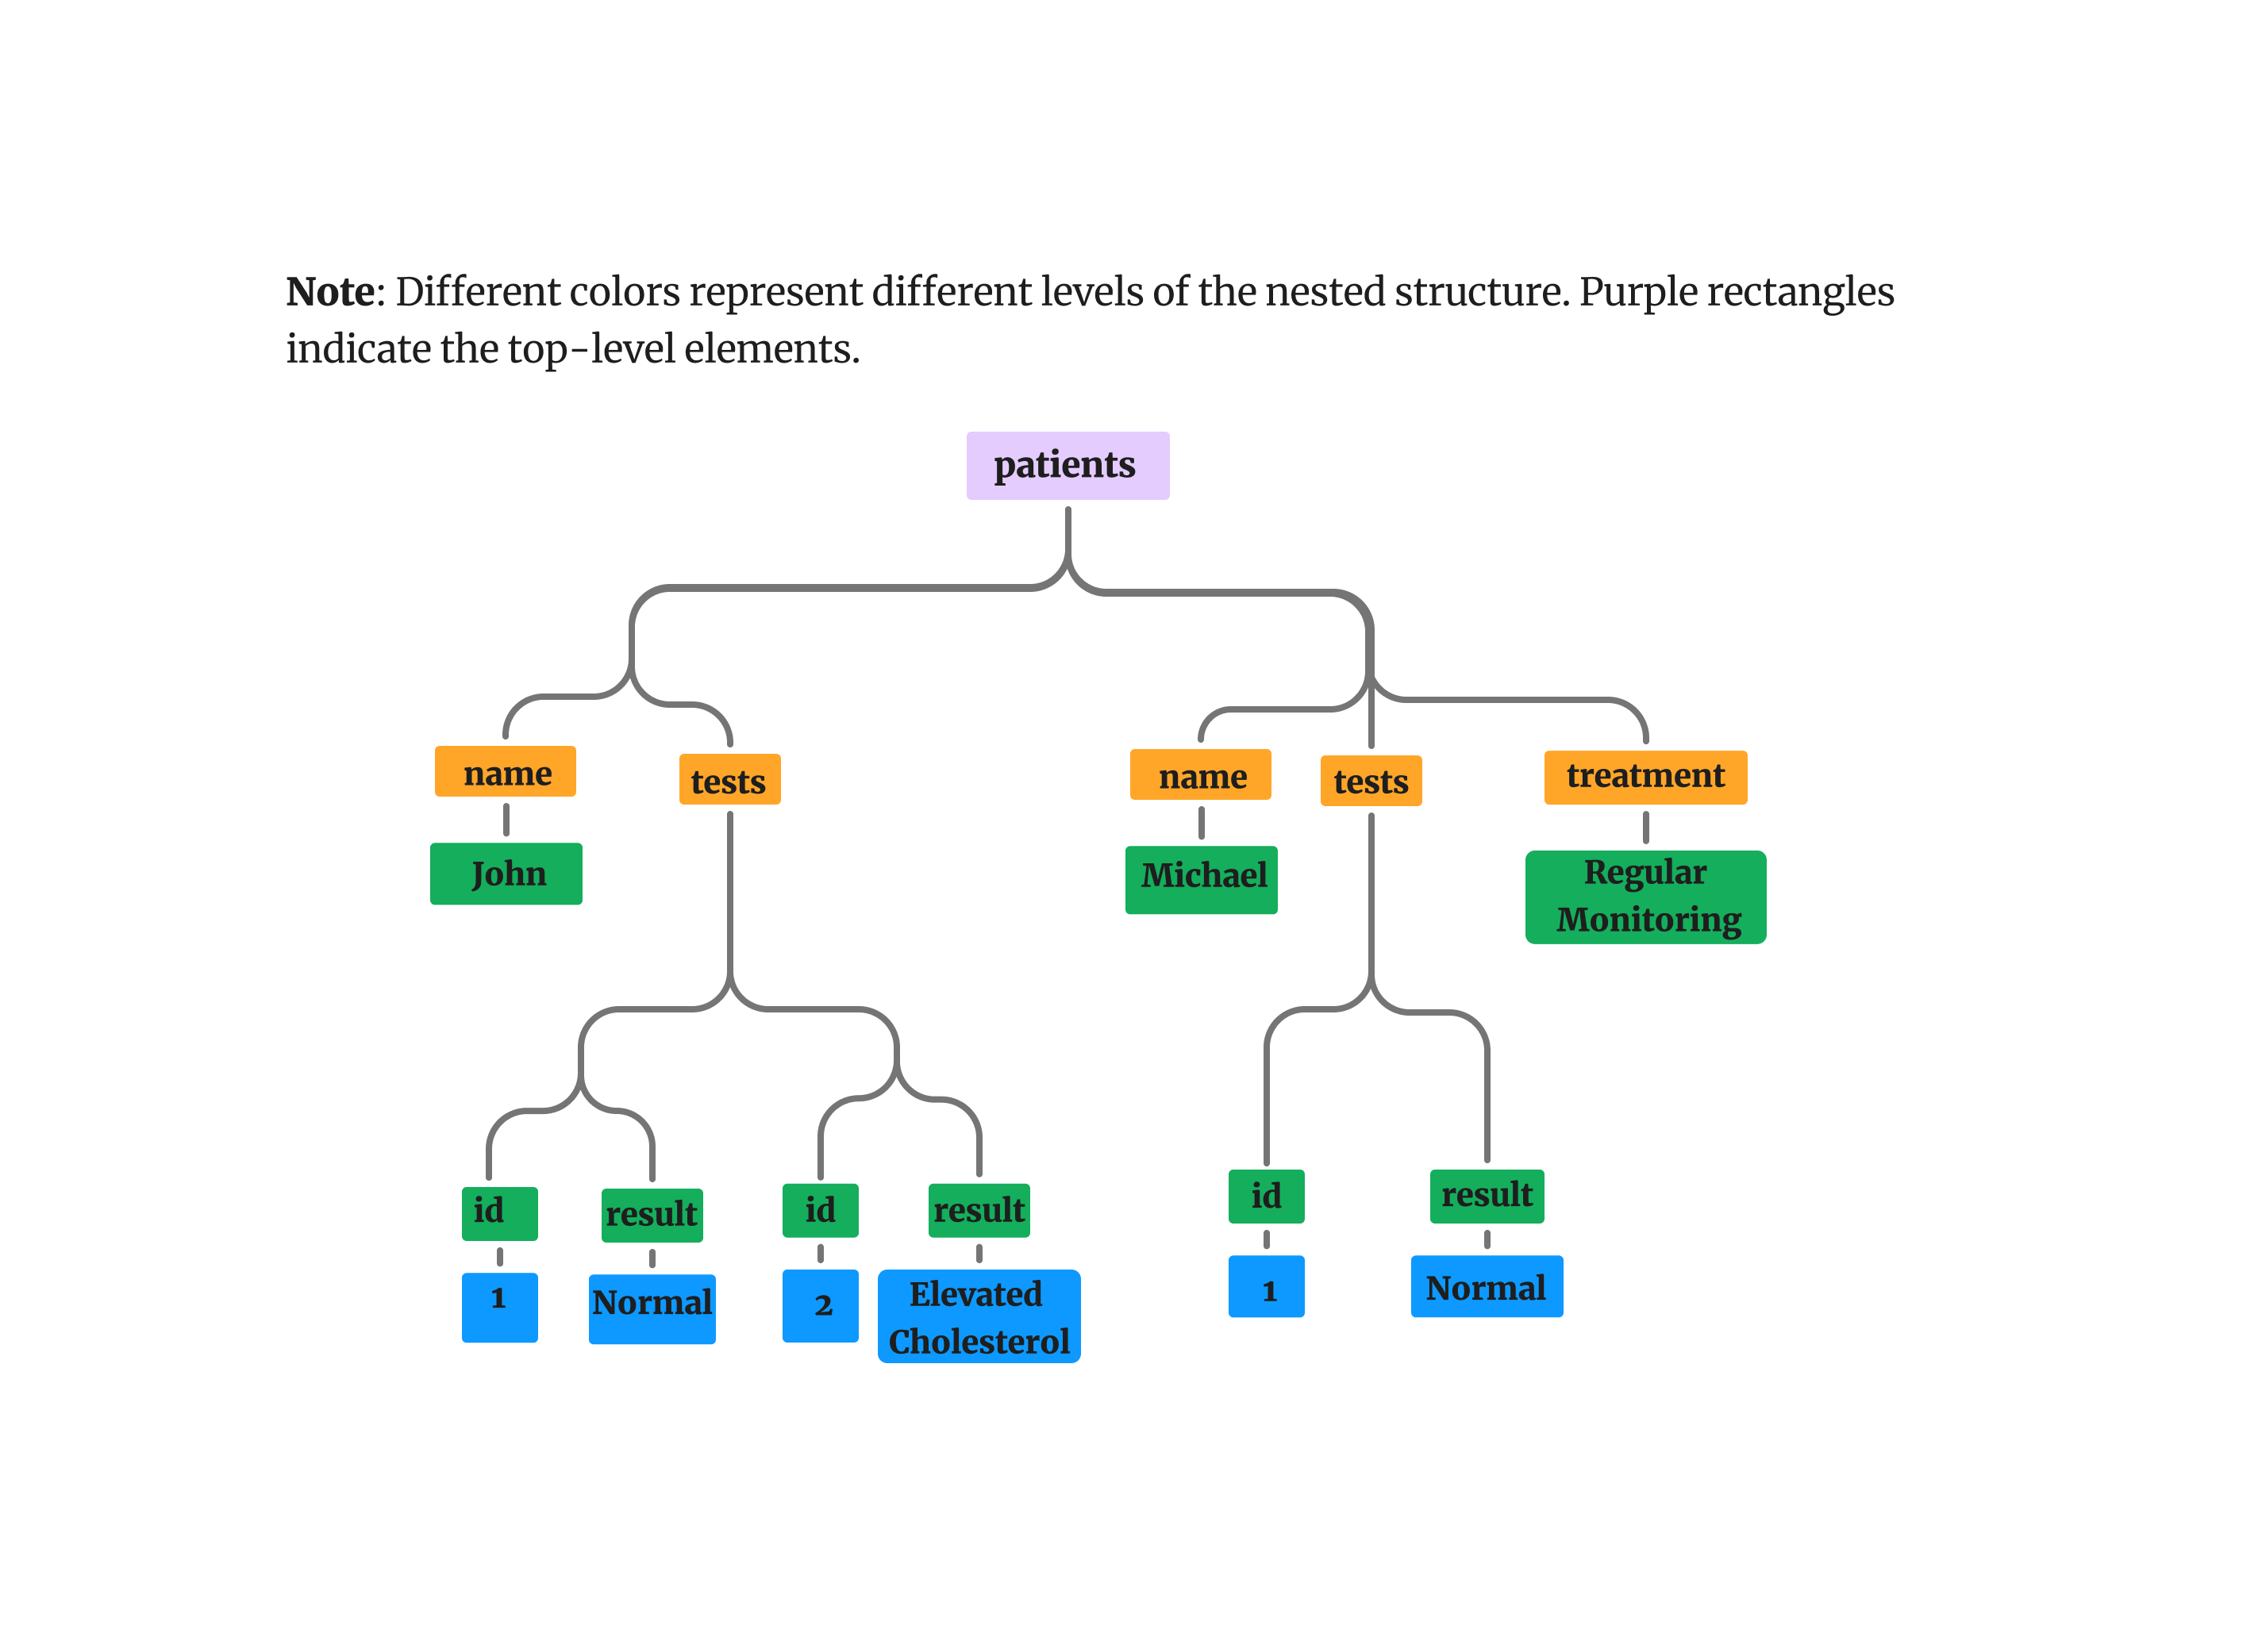 Note: Different colors represent different levels of the nested structure. Purple rectangles
indicate the top-level elements.
patients
name
tests
name
tests
treatment
John
Michael
Regular
Monitoring
id
result
id
result
id
result
1
Normal
2
Elevated
Cholesterol
1
Normal